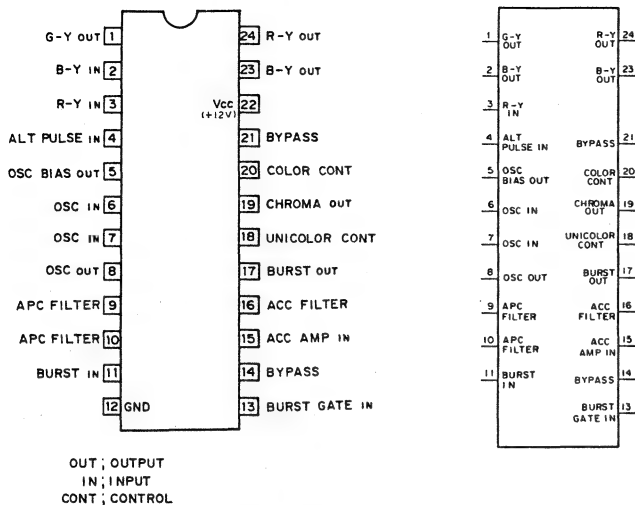 G-Y OUT 1
B-Y IN 2
R-Y IN 3
ALT PULSE IN 4
OSC BIAS OUT 5
OSC IN 6
OSC IN 7
OSC OUT 8
APC FILTER 9
APC FILTER 10
BURST IN 11
12 GND
24 R-Y OUT
23 B-Y OUT
Vcc 22
(+12V)
21 BYPASS
20 COLOR CONT
19 CHROMA OUT
18 UNICOLOR CONT
17 BURST OUT
16 ACC FILTER
15 ACC AMP IN
14 BYPASS
13 BURST GATE IN
OUT ; OUTPUT
IN ; INPUT
CONT ; CONTROL
1 G-Y
OUT
2 B-Y
OUT
3 R-Y
IN
4 ALT
PULSE IN
5 OSC
BIAS OUT
6 OSC IN
7 OSC IN
8 OSC OUT
9 APC
FILTER
10 APC
FILTER
11 BURST
IN
R-Y 24
OUT
B-Y 23
OUT
BYPASS 21
COLOR 20
CONT
CHROMA 19
OUT
UNICOLOR 18
CONT
BURST 17
OUT
ACC 16
FILTER
ACC 15
AMP IN
BYPASS 14
BURST 13
GATE IN